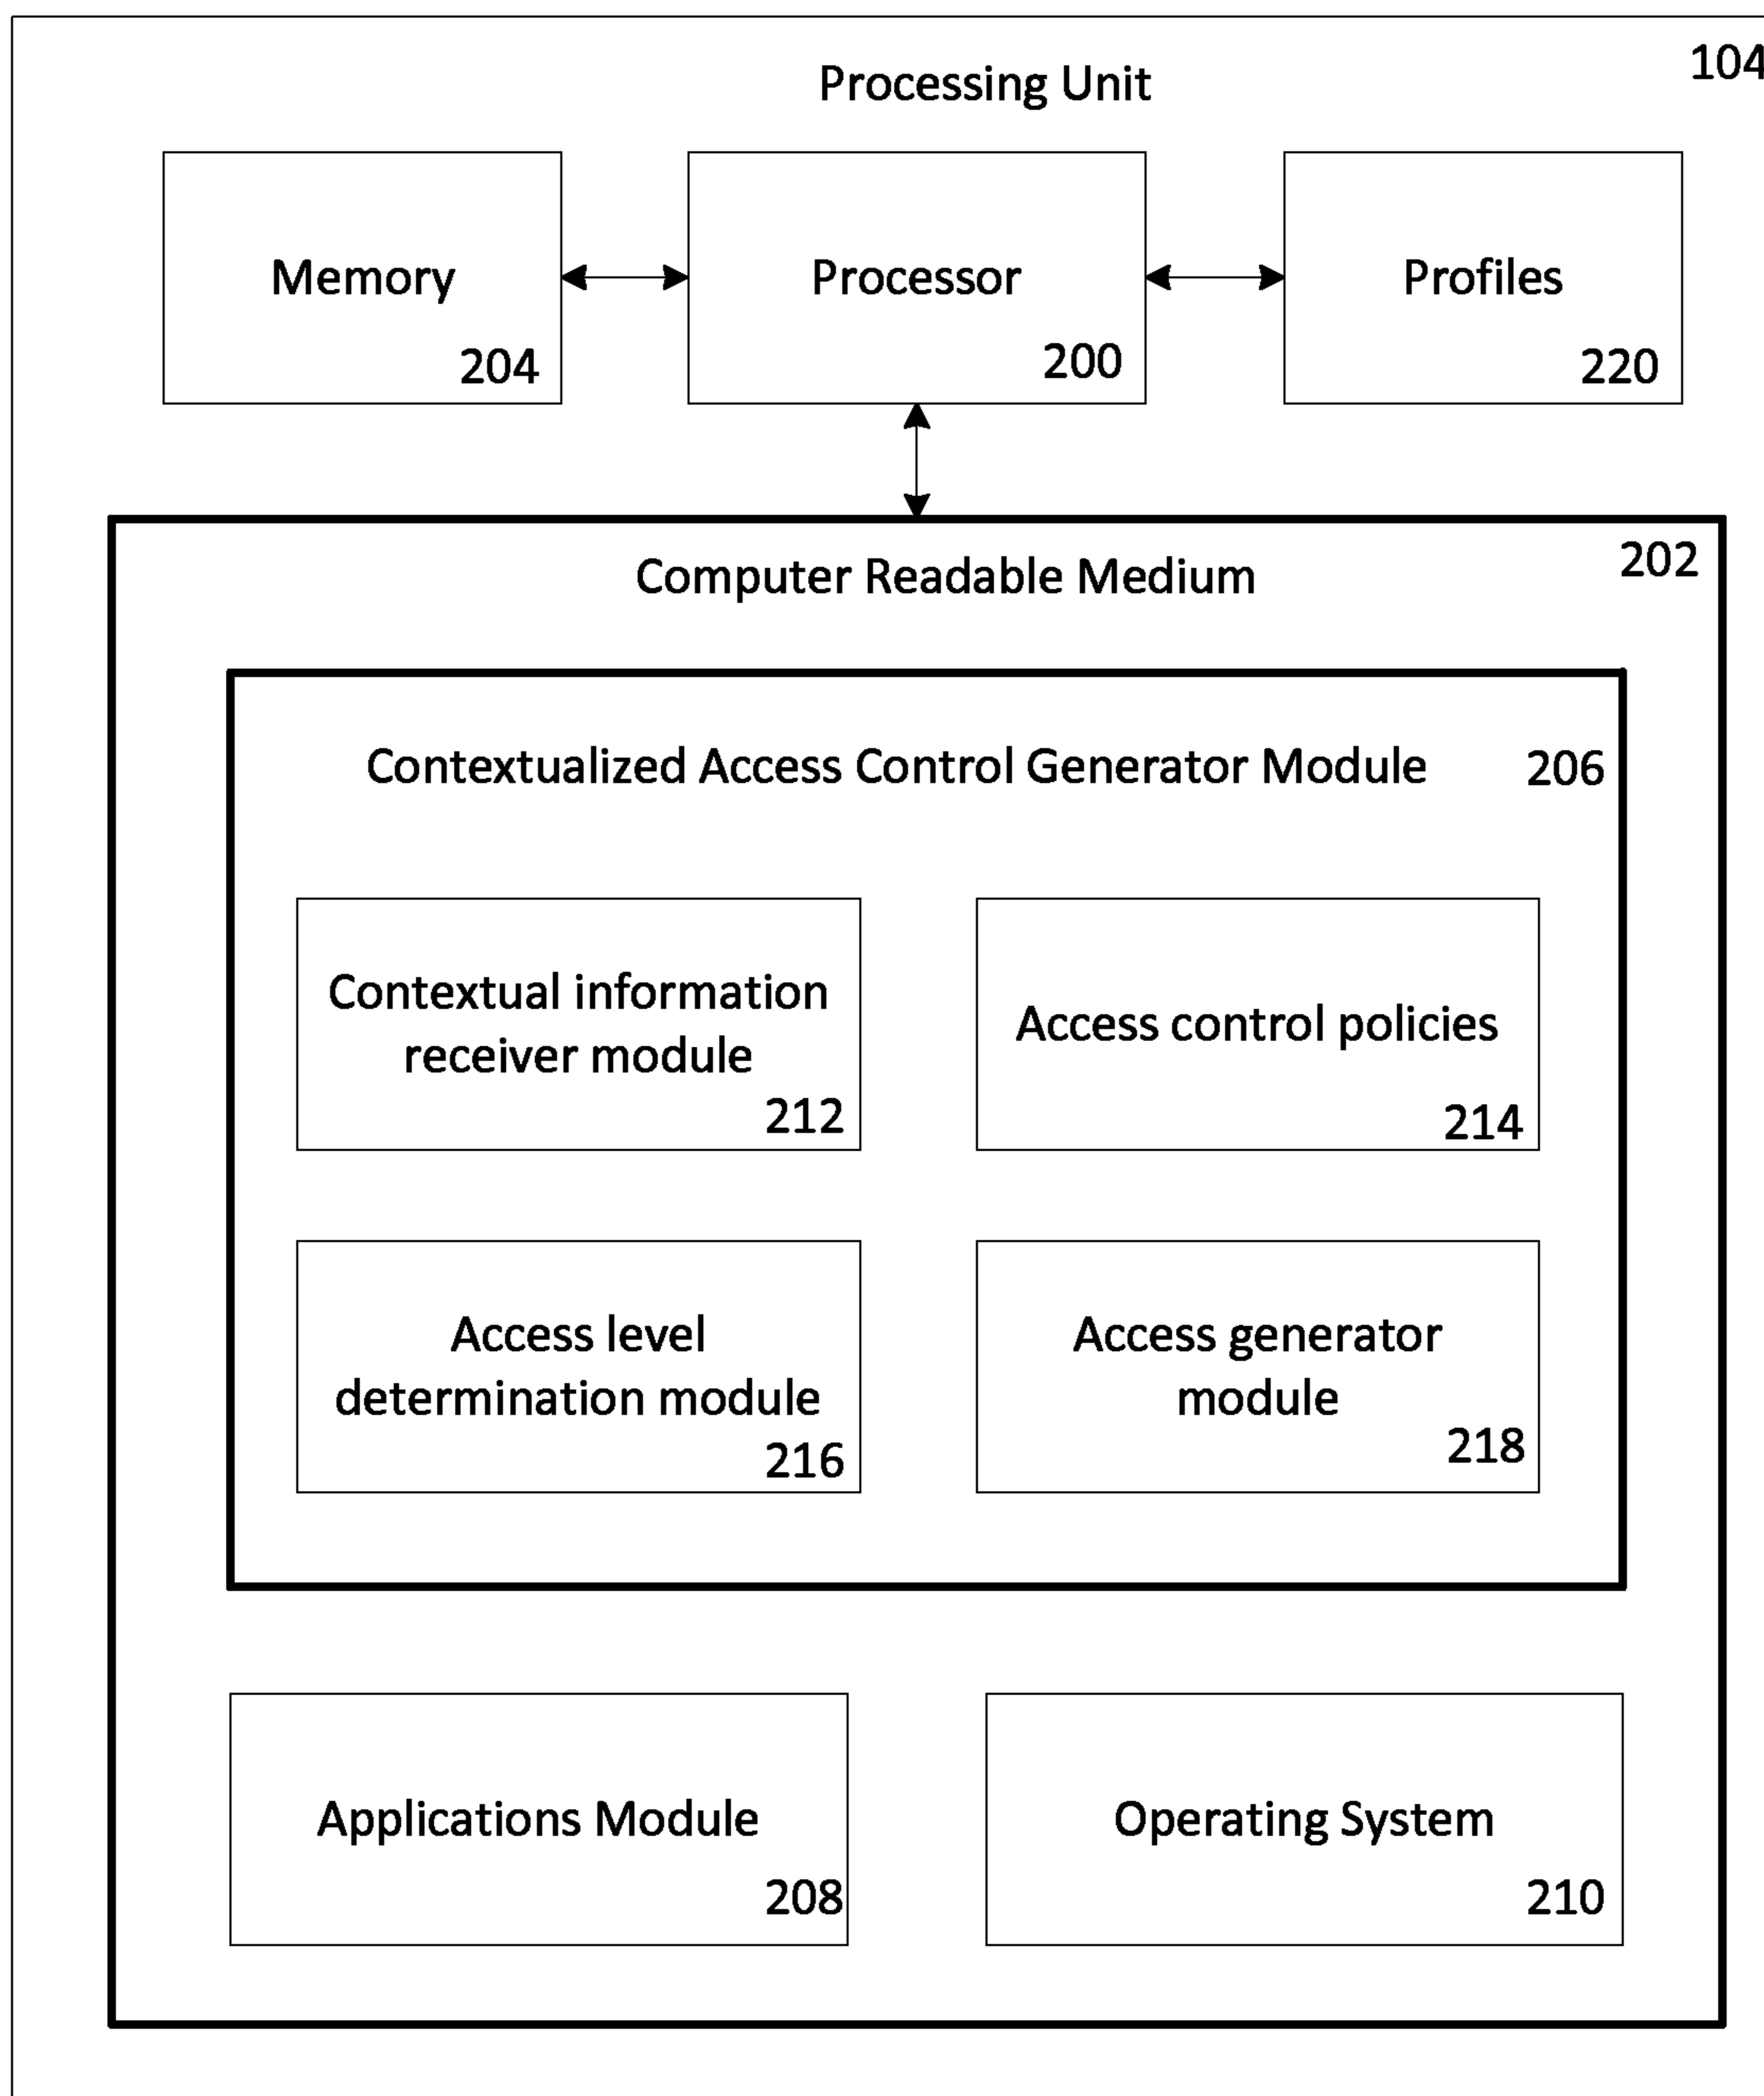 104
Processing Unit
Memory
204
Processor
200
Profiles
220
Computer Readable Medium
202
Contextualized Access Control Generator Module
206
Contextual information
receiver module
212
Access control policies
214
Access level
determination module
216
Access generator
module
218
Applications Module
208
Operating System
210